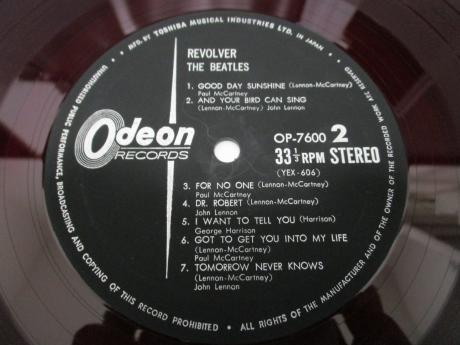 MFD. BY TOSHIBA MUSICAL INDUSTRIES LTD. IN JAPAN
REVOLVER
THE BEATLES
1. GOOD DAY SUNSHINE (Lennon-McCartney)
Paul McCartney
2. AND YOUR BIRD CAN SING
(Lennon-McCartney) John Lennon
Odeon
RECORDS
OP-7600 2
33 1/3 RPM STEREO
(YEX-606)
3. FOR NO ONE (Lennon-McCartney)
Paul McCartney
4. DR. ROBERT (Lennon-McCartney)
John Lennon
5. I WANT TO TELL YOU (Harrison)
George Harrison
6. GOT TO GET YOU INTO MY LIFE
(Lennon-McCartney)
Paul McCartney
7. TOMORROW NEVER KNOWS
(Lennon-McCartney)
John Lennon
UNAUTHORIZED PUBLIC PERFORMANCE, BROADCASTING AND COPYING OF THIS RECORD PROHIBITED • ALL RIGHTS OF THE MANUFACTURER AND OF THE OWNER OF THE RECORDED WORK ARE RESERVED